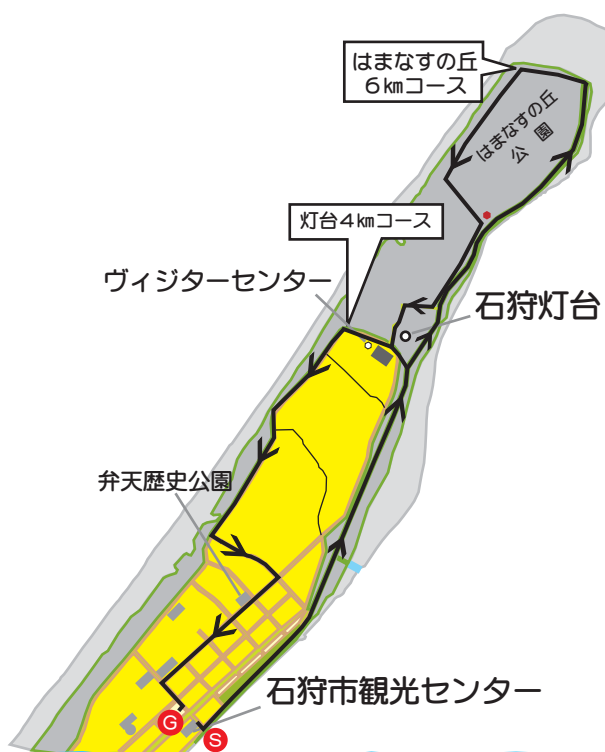 はまなすの丘
6kmコース
はまなすの丘
公園
灯台4kmコース
ヴィジターセンター
石狩灯台
弁天歴史公園
石狩市観光センター
G
S